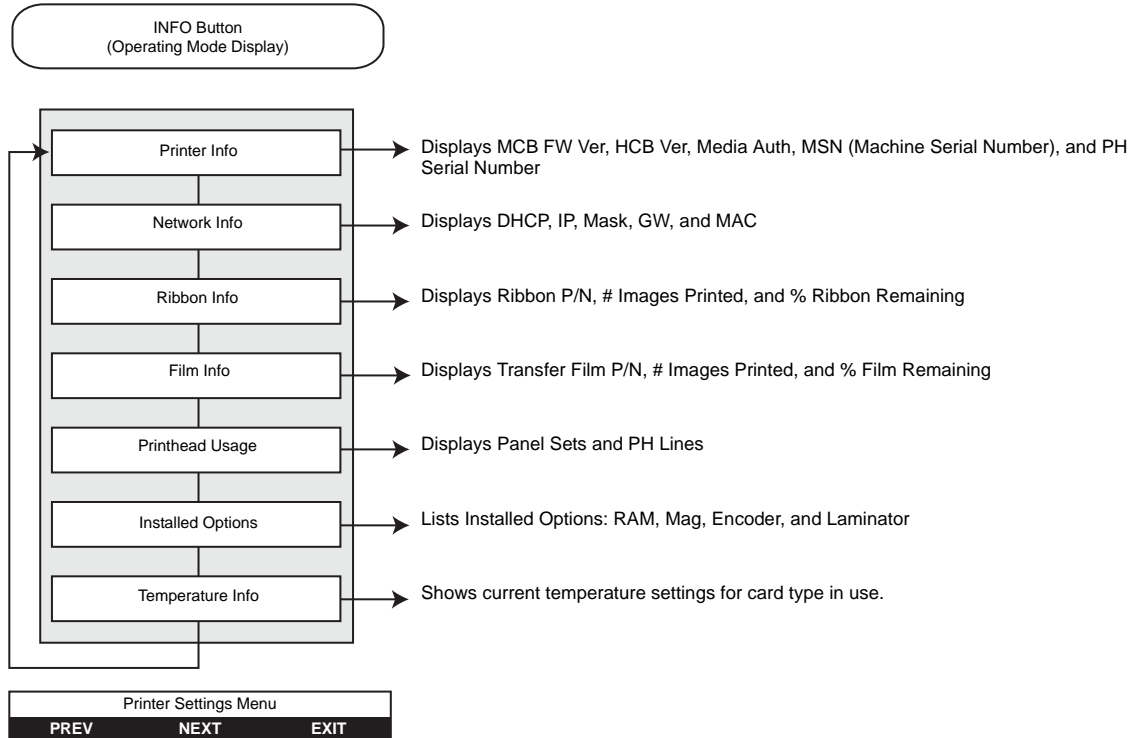 INFO Button
(Operating Mode Display)
Printer Info
Displays MCB FW Ver, HCB Ver, Media Auth, MSN (Machine Serial Number), and PH
Serial Number
Network Info
Displays DHCP, IP, Mask, GW, and MAC
Ribbon Info
Displays Ribbon P/N, # Images Printed, and % Ribbon Remaining
Film Info
Displays Transfer Film P/N, # Images Printed, and % Film Remaining
Printhead Usage
Displays Panel Sets and PH Lines
Installed Options
Lists Installed Options: RAM, Mag, Encoder, and Laminator
Temperature Info
Shows current temperature settings for card type in use.
Printer Settings Menu
PREV NEXT EXIT